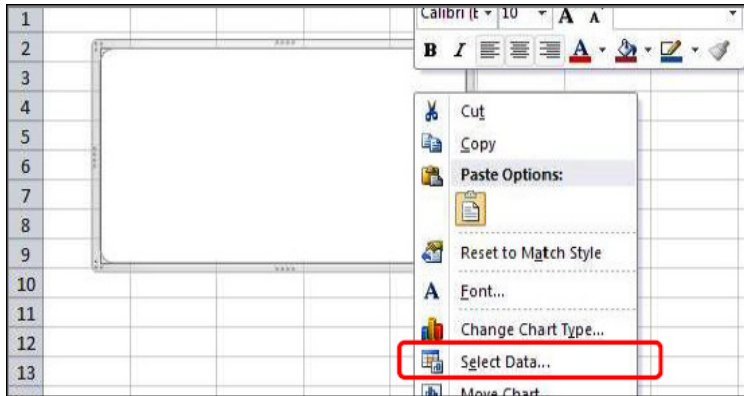 Calibri (E 10 A A
B I A
1
2
3
4
5
6
7
8
9
10
11
12
13
Cut
Copy
Paste Options:
Reset to Match Style
A Font...
Change Chart Type...
Select Data...
Move Chart